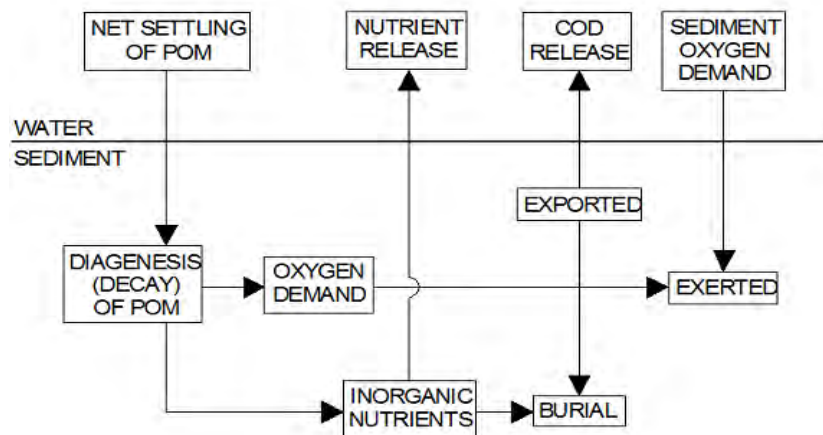 NET SETTLING
OF POM
NUTRIENT
RELEASE
COD
RELEASE
SEDIMENT
OXYGEN
DEMAND
WATER
SEDIMENT
EXPORTED
DIAGENESIS
(DECAY)
OF POM
OXYGEN
DEMAND
EXERTED
INORGANIC
NUTRIENTS
BURIAL